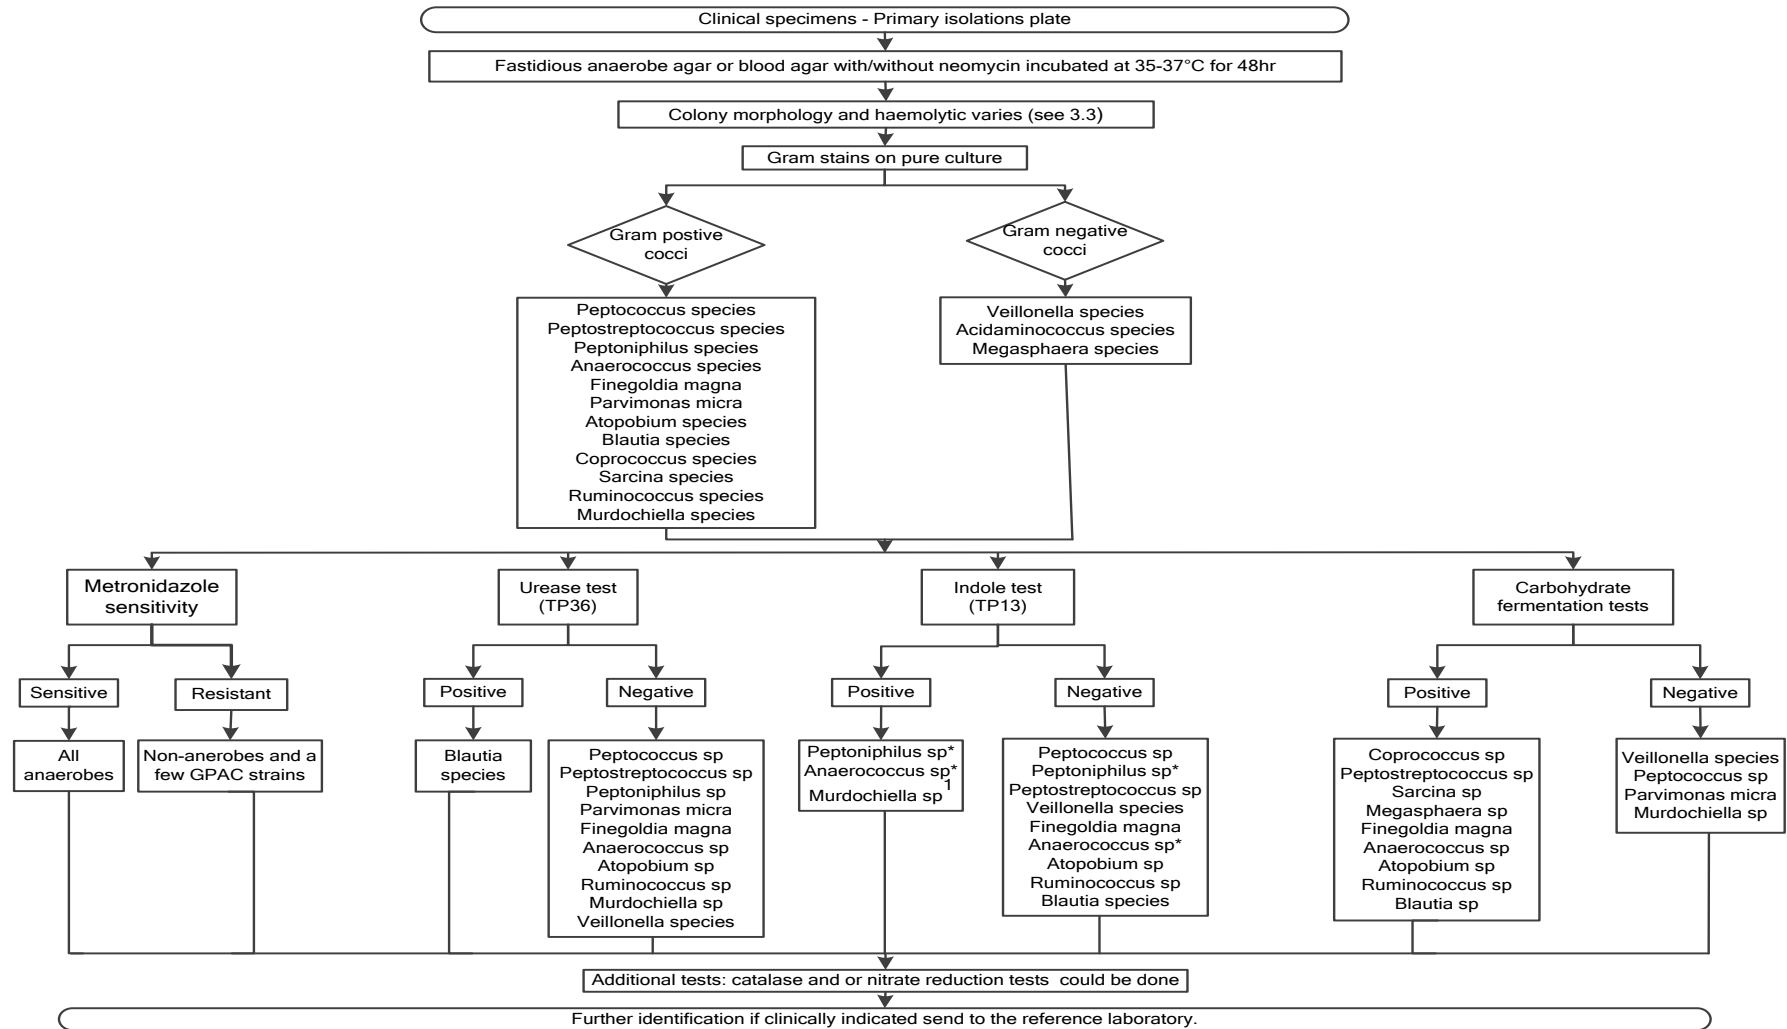 Clinical specimens - Primary isolations plate
Fastidious anaerobe agar or blood agar with/without neomycin incubated at 35-37°C for 48hr
Colony morphology and haemolytic varies (see 3.3)
Gram stains on pure culture
Gram postive
cocci
Gram negative
cocci
Peptococcus species
Peptostreptococcus species
Peptoniphilus species
Anaerococcus species
Finegoldia magna
Parvimonas micra
Atopobium species
Blautia species
Coprococcus species
Sarcina species
Ruminococcus species
Murdochiella species
Veillonella species
Acidaminococcus species
Megasphaera species
Metronidazole
sensitivity
Urease test
(TP36)
Indole test
(TP13)
Carbohydrate
fermentation tests
Sensitive
Resistant
Positive
Negative
Positive
Negative
Positive
Negative
All
anaerobes
Non-anerobes and a
few GPAC strains
Blautia
species
Peptococcus sp
Peptostreptococcus sp
Peptoniphilus sp
Parvimonas micra
Finegoldia magna
Anaerococcus sp
Atopobium sp
Ruminococcus sp
Murdochiella sp
Veillonella species
Peptoniphilus sp*
Anaerococcus sp*
Murdochiella sp1
Peptococcus sp
Peptoniphilus sp*
Peptostreptococcus sp
Veillonella species
Finegoldia magna
Anaerococcus sp*
Atopobium sp
Ruminococcus sp
Blautia species
Coprococcus sp
Peptostreptococcus sp
Sarcina sp
Megasphaera sp
Finegoldia magna
Anaerococcus sp
Atopobium sp
Ruminococcus sp
Blautia sp
Veillonella species
Peptococcus sp
Parvimonas micra
Murdochiella sp
Additional tests: catalase and or nitrate reduction tests could be done
Further identification if clinically indicated send to the reference laboratory.